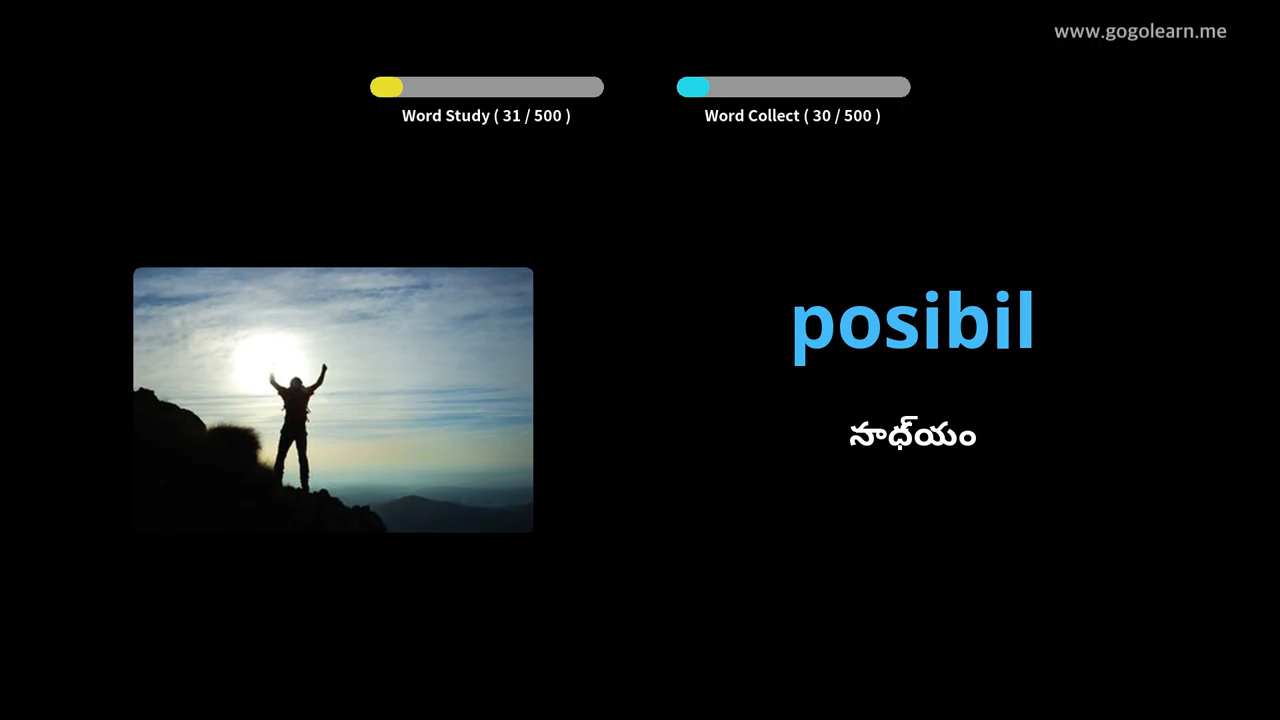 www.gogolearn.me
Word Study ( 31 / 500 )
Word Collect ( 30 / 500 )
posibil
సాధ్యం